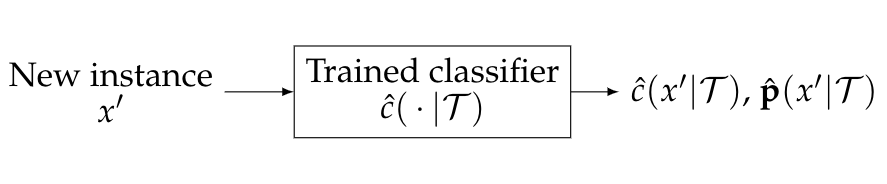 New instance
x′
Trained classifier
ĉ( · |𝒯)
ĉ(x′|𝒯), p̂(x′|𝒯)